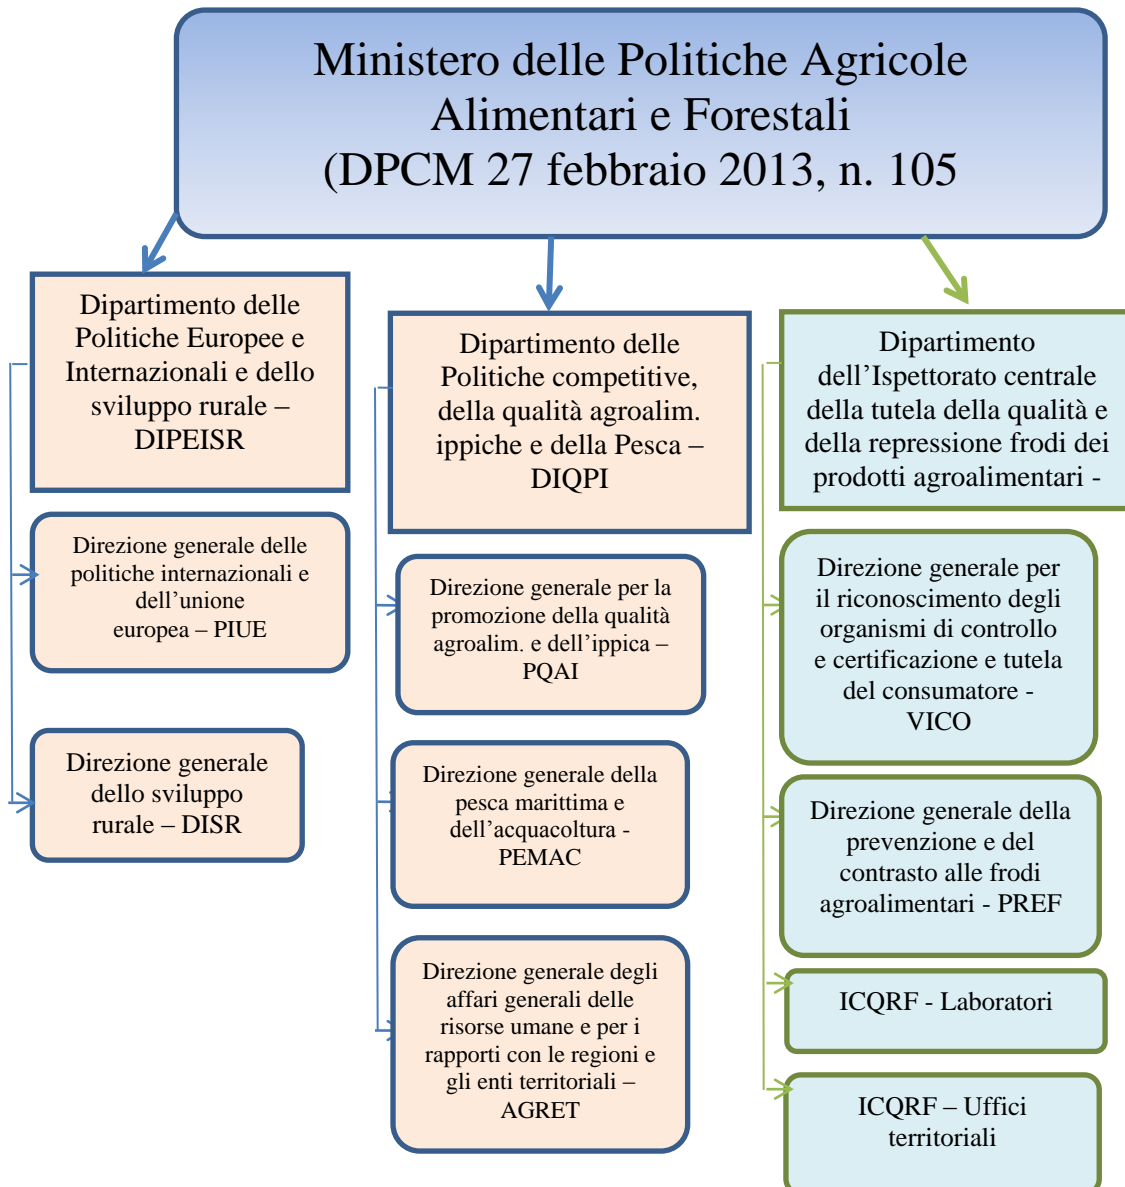 Ministero delle Politiche Agricole
Alimentari e Forestali
(DPCM 27 febbraio 2013, n. 105
Dipartimento delle
Politiche Europee e
Internazionali e dello
sviluppo rurale –
DIPEISR
Direzione generale delle
politiche internazionali e
dell’unione
europea – PIUE
Direzione generale
dello sviluppo
rurale – DISR
Dipartimento delle
Politiche competitive,
della qualità agroalim.
ippiche e della Pesca –
DIQPI
Direzione generale per la
promozione della qualità
agroalim. e dell’ippica –
PQAI
Direzione generale della
pesca marittima e
dell’acquacoltura -
PEMAC
Direzione generale degli
affari generali delle
risorse umane e per i
rapporti con le regioni e
gli enti territoriali –
AGRET
Dipartimento
dell’Ispettorato centrale
della tutela della qualità e
della repressione frodi dei
prodotti agroalimentari -
Direzione generale per
il riconoscimento degli
organismi di controllo
e certificazione e tutela
del consumatore -
VICO
Direzione generale della
prevenzione e del
contrasto alle frodi
agroalimentari - PREF
ICQRF - Laboratori
ICQRF – Uffici
territoriali